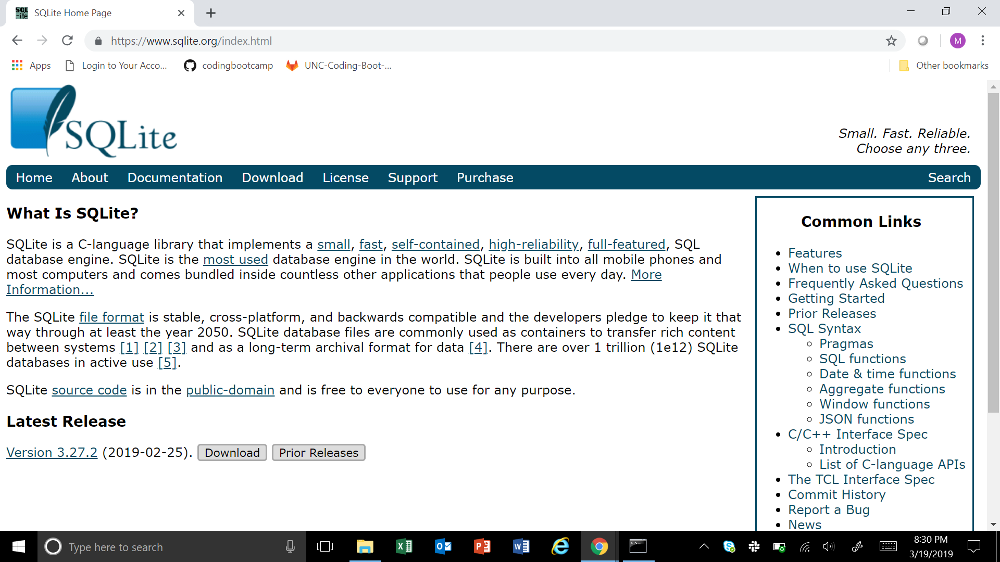 SQL
-ite
SQLite Home Page
https://www.sqlite.org/index.html
M
Apps
Login to Your Acco...
codingbootcamp
UNC-Coding-Boot-...
Other bookmarks
SQLite
Small. Fast. Reliable.
Choose any three.
Home About Documentation Download License Support Purchase Search
What Is SQLite?
SQLite is a C-language library that implements a small, fast, self-contained, high-reliability, full-featured, SQL
database engine. SQLite is the most used database engine in the world. SQLite is built into all mobile phones and
most computers and comes bundled inside countless other applications that people use every day. More
Information...
The SQLite file format is stable, cross-platform, and backwards compatible and the developers pledge to keep it that
way through at least the year 2050. SQLite database files are commonly used as containers to transfer rich content
between systems [1] [2] [3] and as a long-term archival format for data [4]. There are over 1 trillion (1e12) SQLite
databases in active use [5].
SQLite source code is in the public-domain and is free to everyone to use for any purpose.
Latest Release
Version 3.27.2 (2019-02-25). Download Prior Releases
Common Links
Features
When to use SQLite
Frequently Asked Questions
Getting Started
Prior Releases
SQL Syntax
Pragmas
SQL functions
Date & time functions
Aggregate functions
Window functions
JSON functions
C/C++ Interface Spec
Introduction
List of C-language APIs
The TCL Interface Spec
Commit History
Report a Bug
News
Type here to search
8:30 PM
3/19/2019